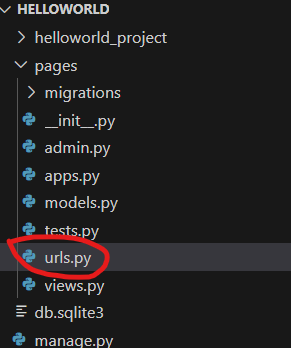 HELLOWORLD
helloworld_project
pages
migrations
__init__.py
admin.py
apps.py
models.py
tests.py
urls.py
views.py
db.sqlite3
manage.py